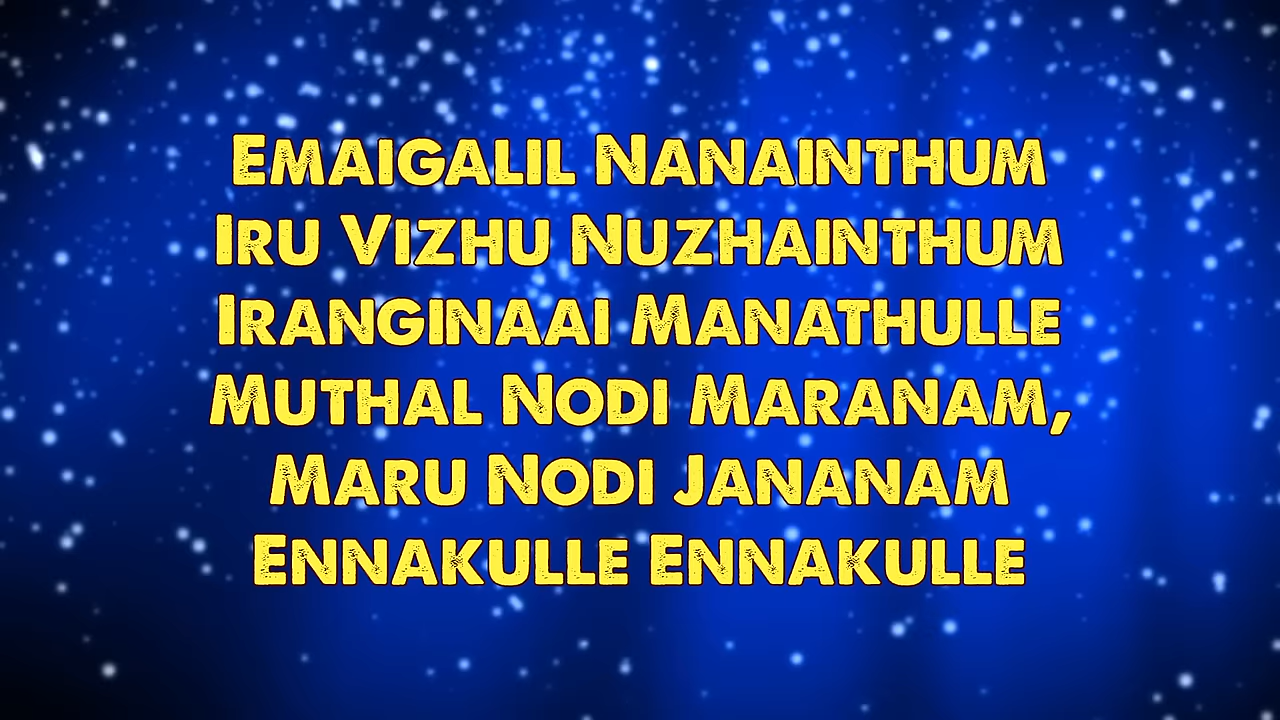 Emaigalil Nanainthum
Iru Vizhu Nuzhainthum
Iranginaai Manathulle
Muthal Nodi Maranam,
Maru Nodi Jananam
Ennakulle Ennakulle